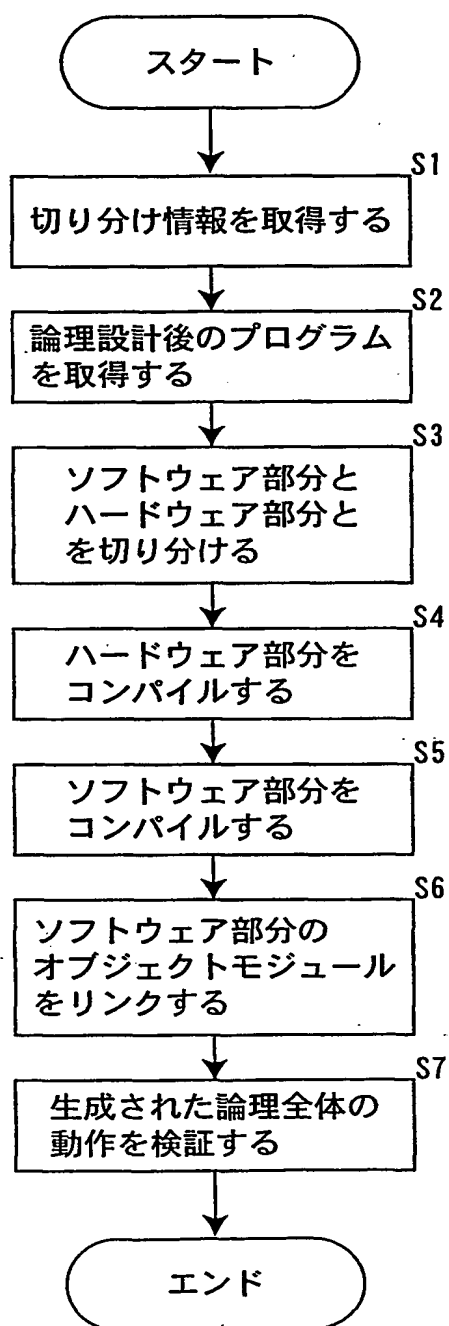 スタート
S1
切り分け情報を取得する
S2
論理設計後のプログラム
を取得する
S3
ソフトウェア部分と
ハードウェア部分と
を切り分ける
S4
ハードウェア部分を
コンパイルする
S5
ソフトウェア部分を
コンパイルする
S6
ソフトウェア部分の
オブジェクトモジュール
をリンクする
S7
生成された論理全体の
動作を検証する
エンド